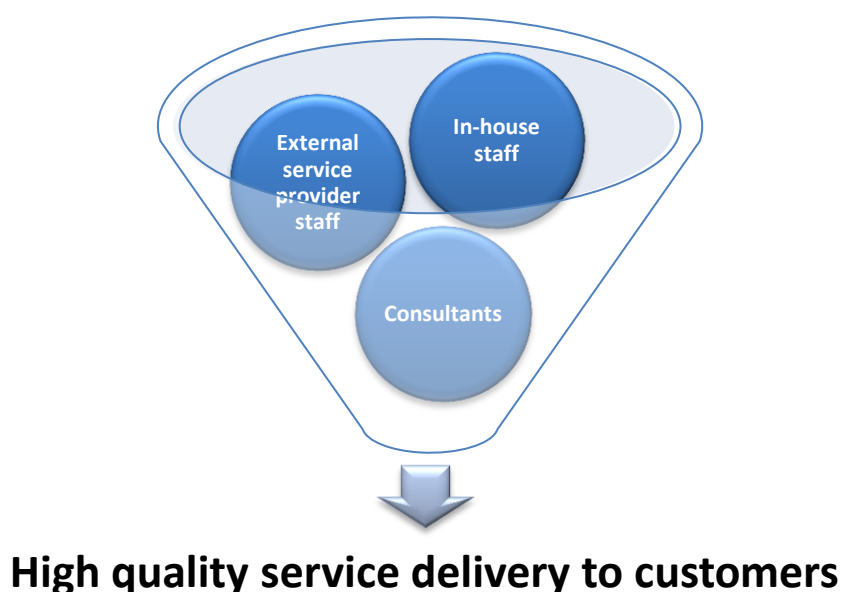 In-house
staff
External
service
provider
staff
Consultants
High quality service delivery to customers